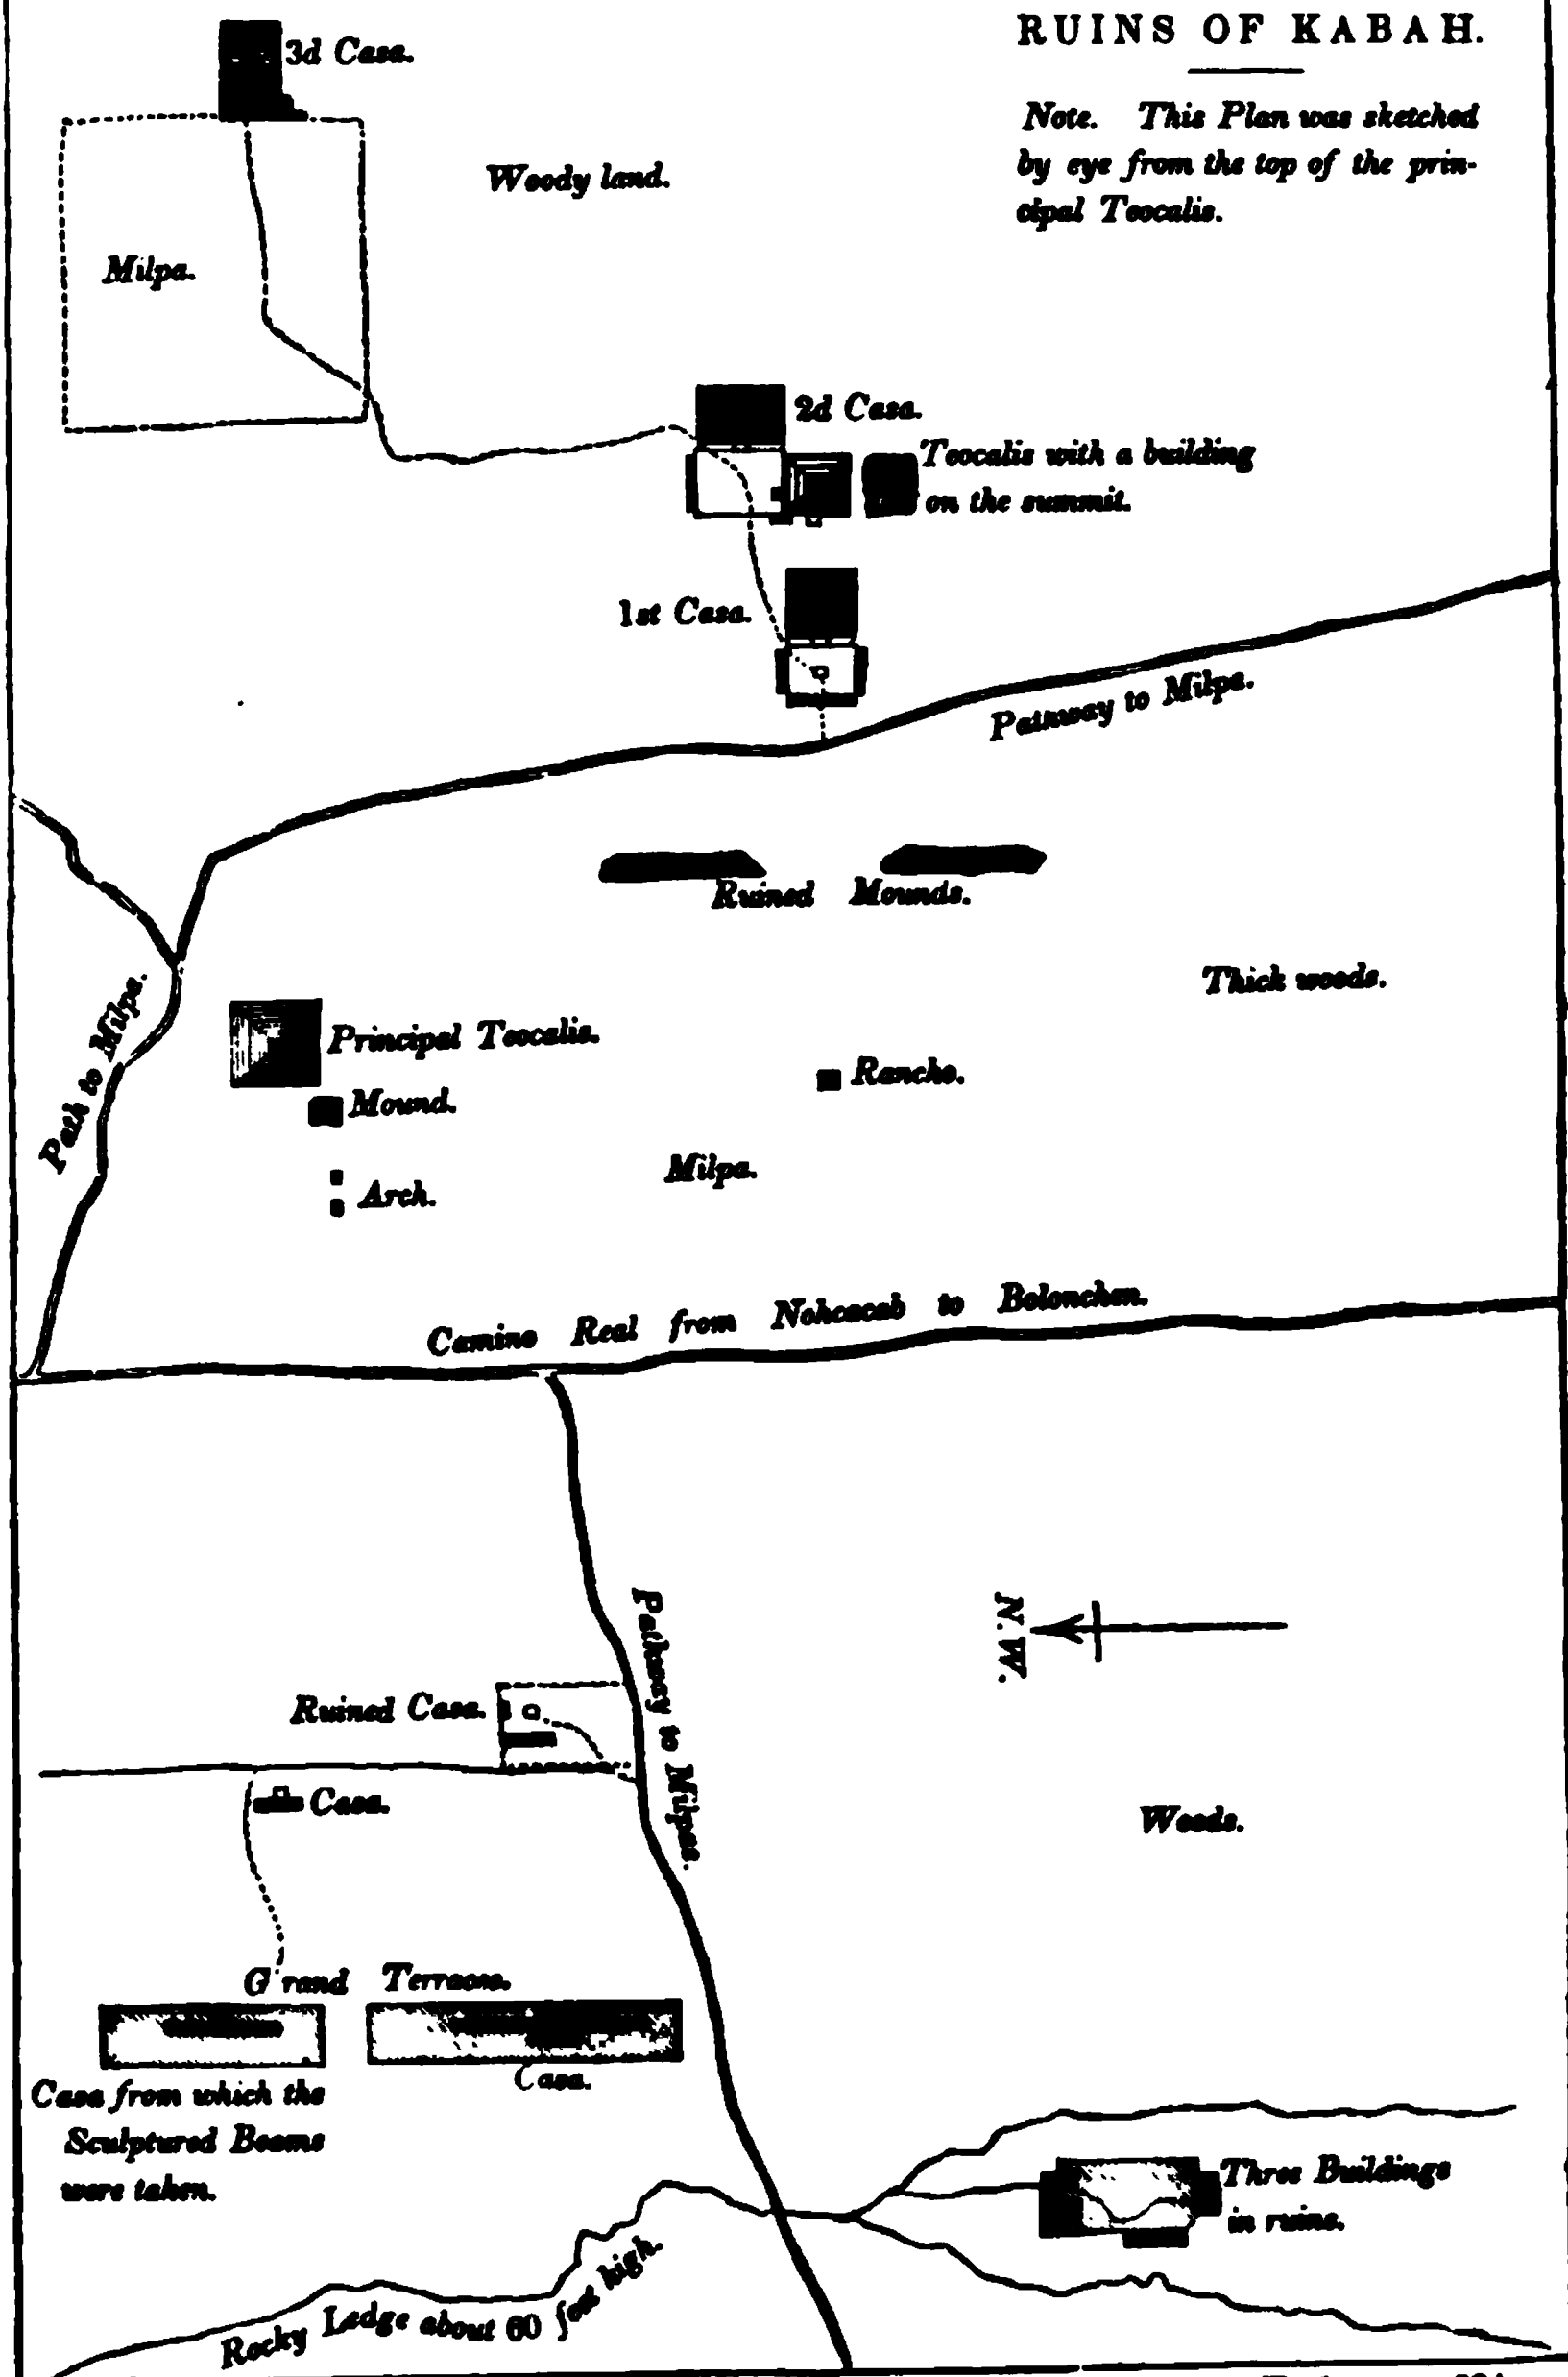 RUINS OF KABAH.
Note. This Plan was sketched
by eye from the top of the prin-
cipal Teocalis.
3d Casa.
Woody land.
Milpa.
2d Casa.
Teocalis with a building
on the summit.
1st Casa.
Pathway to Milpa.
Ruined Mounds.
Thick woods.
Path to Milpa.
Principal Teocalis.
Rancho.
Mound.
Milpa.
Arch.
Camino Real from Nohcacab to Bolonchen.
N.W.
Pathway to Milpas.
Ruined Casa.
Casa.
Woods.
Grand Terrace.
Casa.
Casa from which the
Sculptured Beams
were taken.
Three Buildings
in ruins.
Rocky Ledge about 60 feet high.